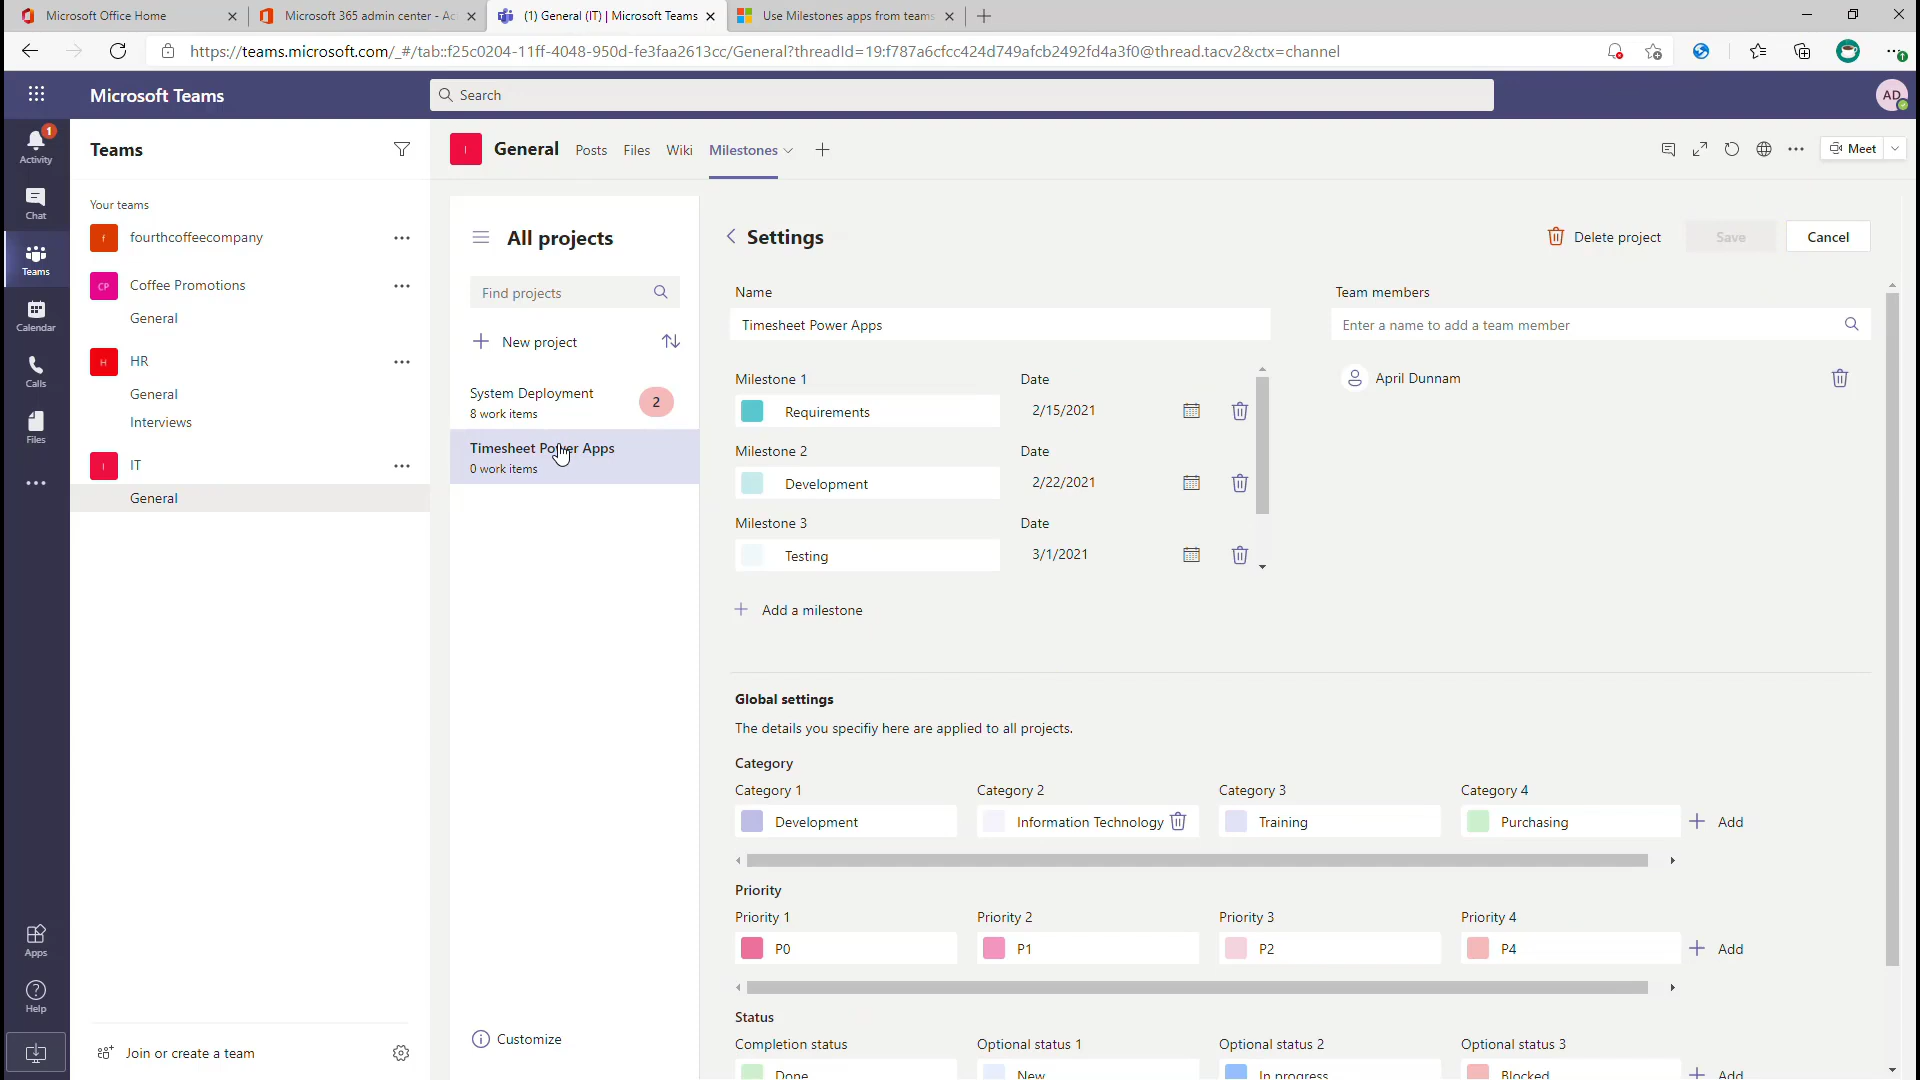 Microsoft Office Home
Microsoft 365 admin center - Ac
(1) General (IT) | Microsoft Teams
Use Milestones apps from teams
https://teams.microsoft.com/_#/tab::f25c0204-11ff-4048-950d-fe3faa2613cc/General?threadId=19:f787a6cfcc424d749afcb2492fd4a3f0@thread.tacv2&ctx=channel
Microsoft Teams
Search
AD
1
Activity
Chat
Teams
Calendar
Calls
Files
Apps
Help
Teams
Your teams
f
fourthcoffeecompany
CP
Coffee Promotions
General
H
HR
General
Interviews
I
IT
General
Join or create a team
I
General
Posts
Files
Wiki
Milestones
Meet
All projects
Find projects
New project
System Deployment
8 work items
2
Timesheet Power Apps
0 work items
Customize
Settings
Delete project
Save
Cancel
Name
Timesheet Power Apps
Milestone 1
Date
Requirements
2/15/2021
Milestone 2
Date
Development
2/22/2021
Milestone 3
Date
Testing
3/1/2021
Add a milestone
Team members
Enter a name to add a team member
April Dunnam
Global settings
The details you specifiy here are applied to all projects.
Category
Category 1
Category 2
Category 3
Category 4
Development
Information Technology
Training
Purchasing
Add
Priority
Priority 1
Priority 2
Priority 3
Priority 4
P0
P1
P2
P4
Add
Status
Completion status
Optional status 1
Optional status 2
Optional status 3
Done
New
In progress
Blocked
Add